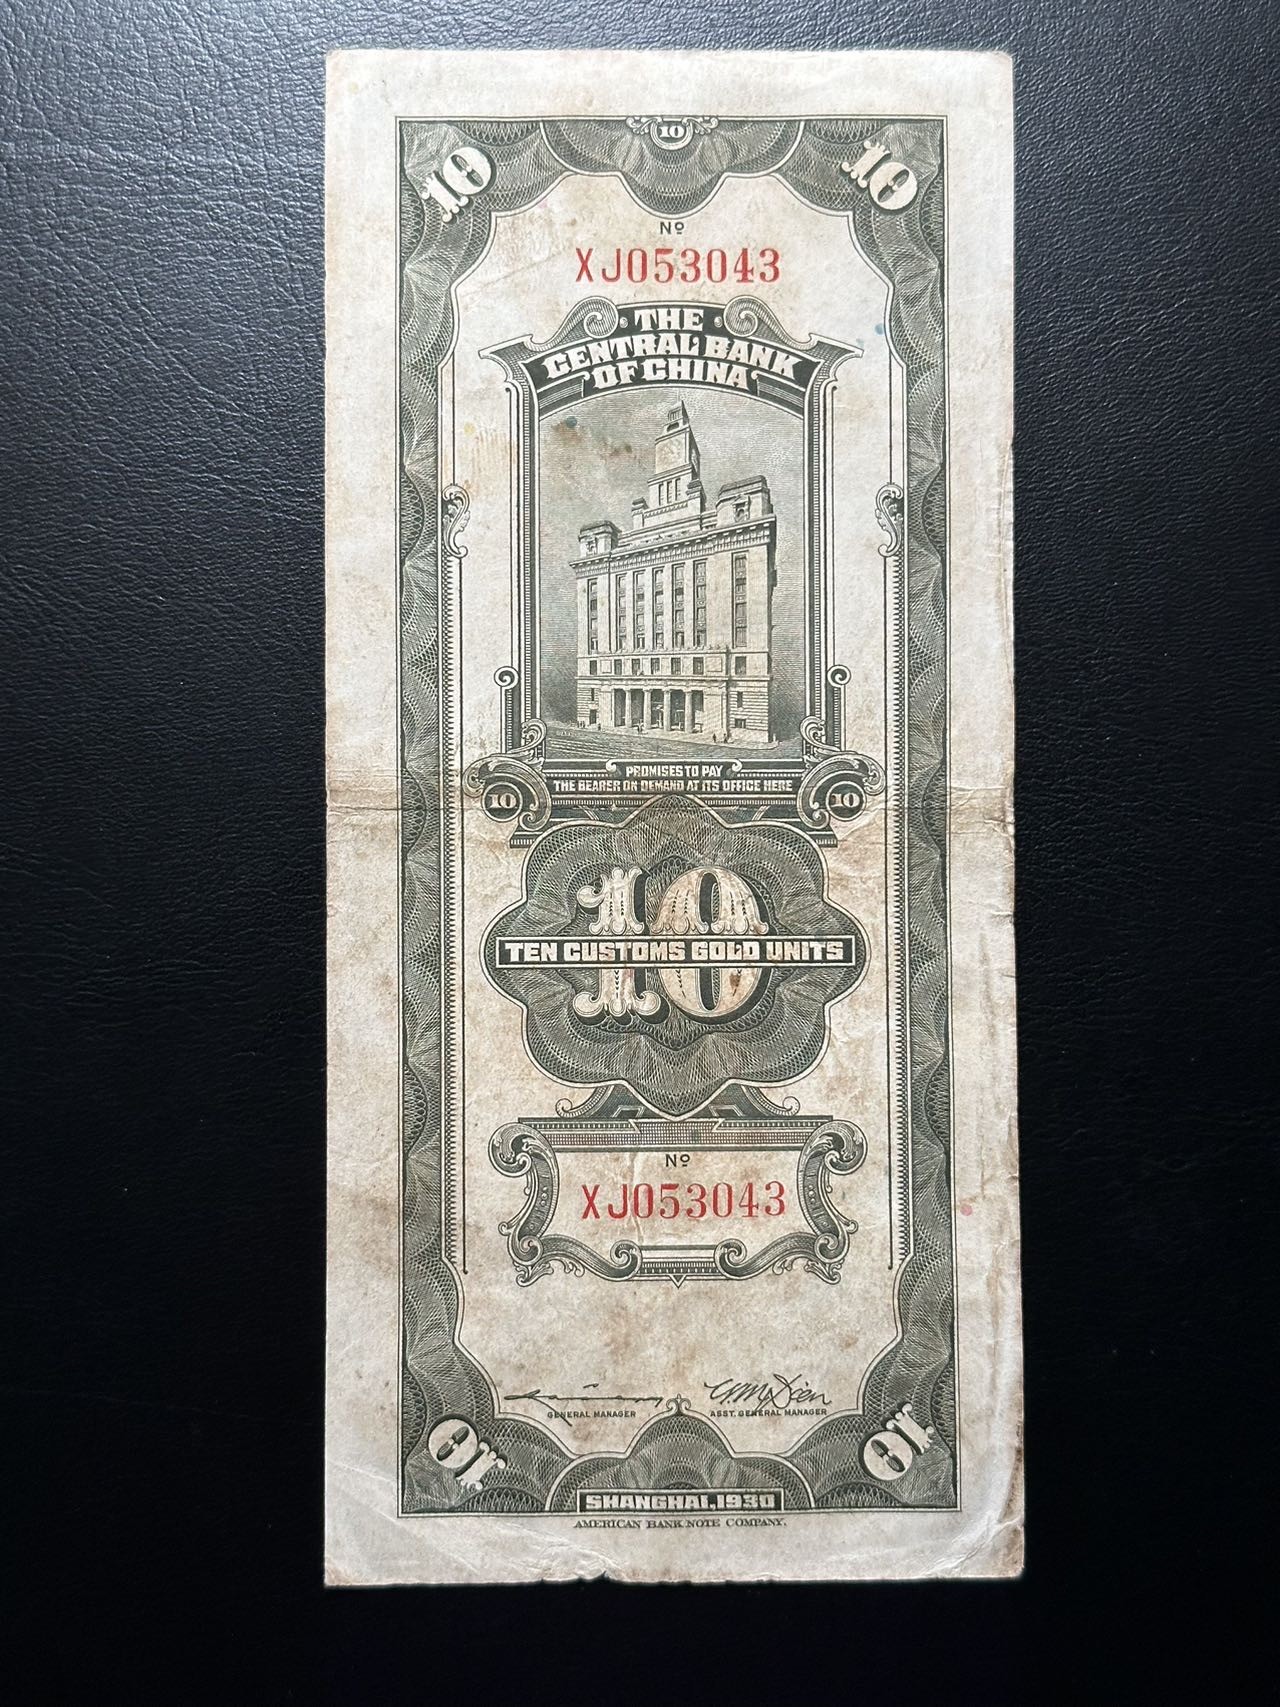 10
10
10
Nº
XJ053043
THE
CENTRAL BANK
OF CHINA
PROMISES TO PAY
THE BEARER ON DEMAND AT ITS OFFICE HERE
10
10
10
TEN CUSTOMS GOLD UNITS
Nº
XJ053043
GENERAL MANAGER
ASST. GENERAL MANAGER
10
10
SHANGHAI, 1930
AMERICAN BANK NOTE COMPANY.